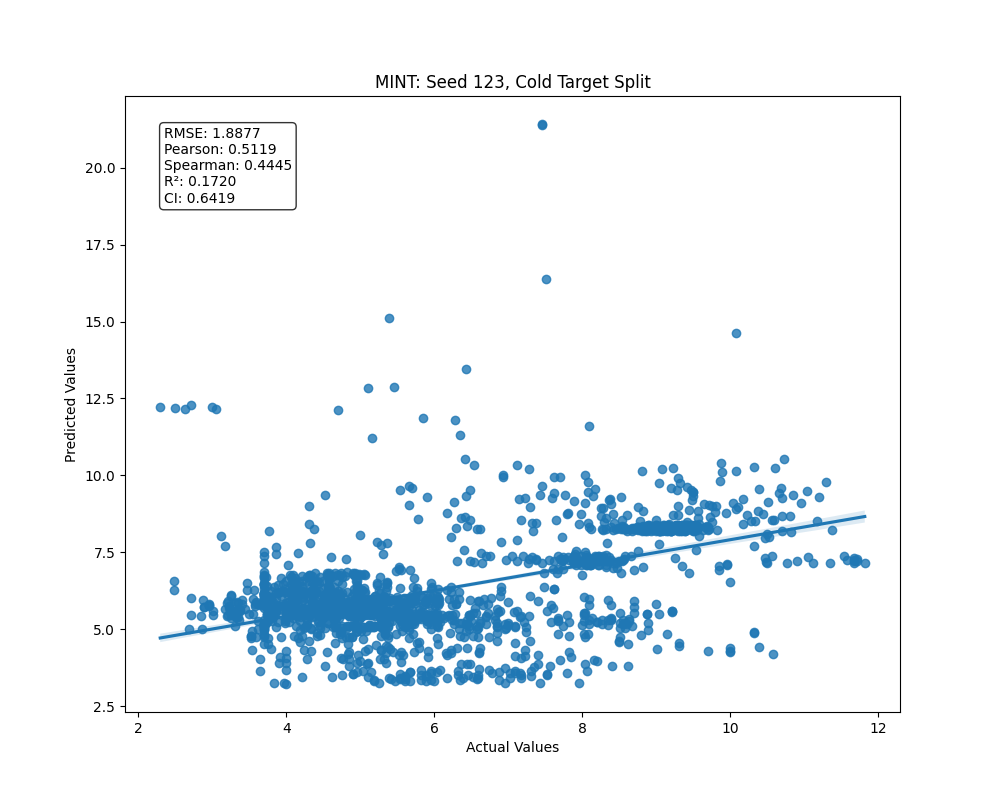 MINT: Seed 123, Cold Target Split
RMSE: 1.8877
Pearson: 0.5119
Spearman: 0.4445
R²: 0.1720
CI: 0.6419
20.0
17.5
15.0
12.5
10.0
7.5
5.0
2.5
Predicted Values
2 4 6 8 10 12
Actual Values